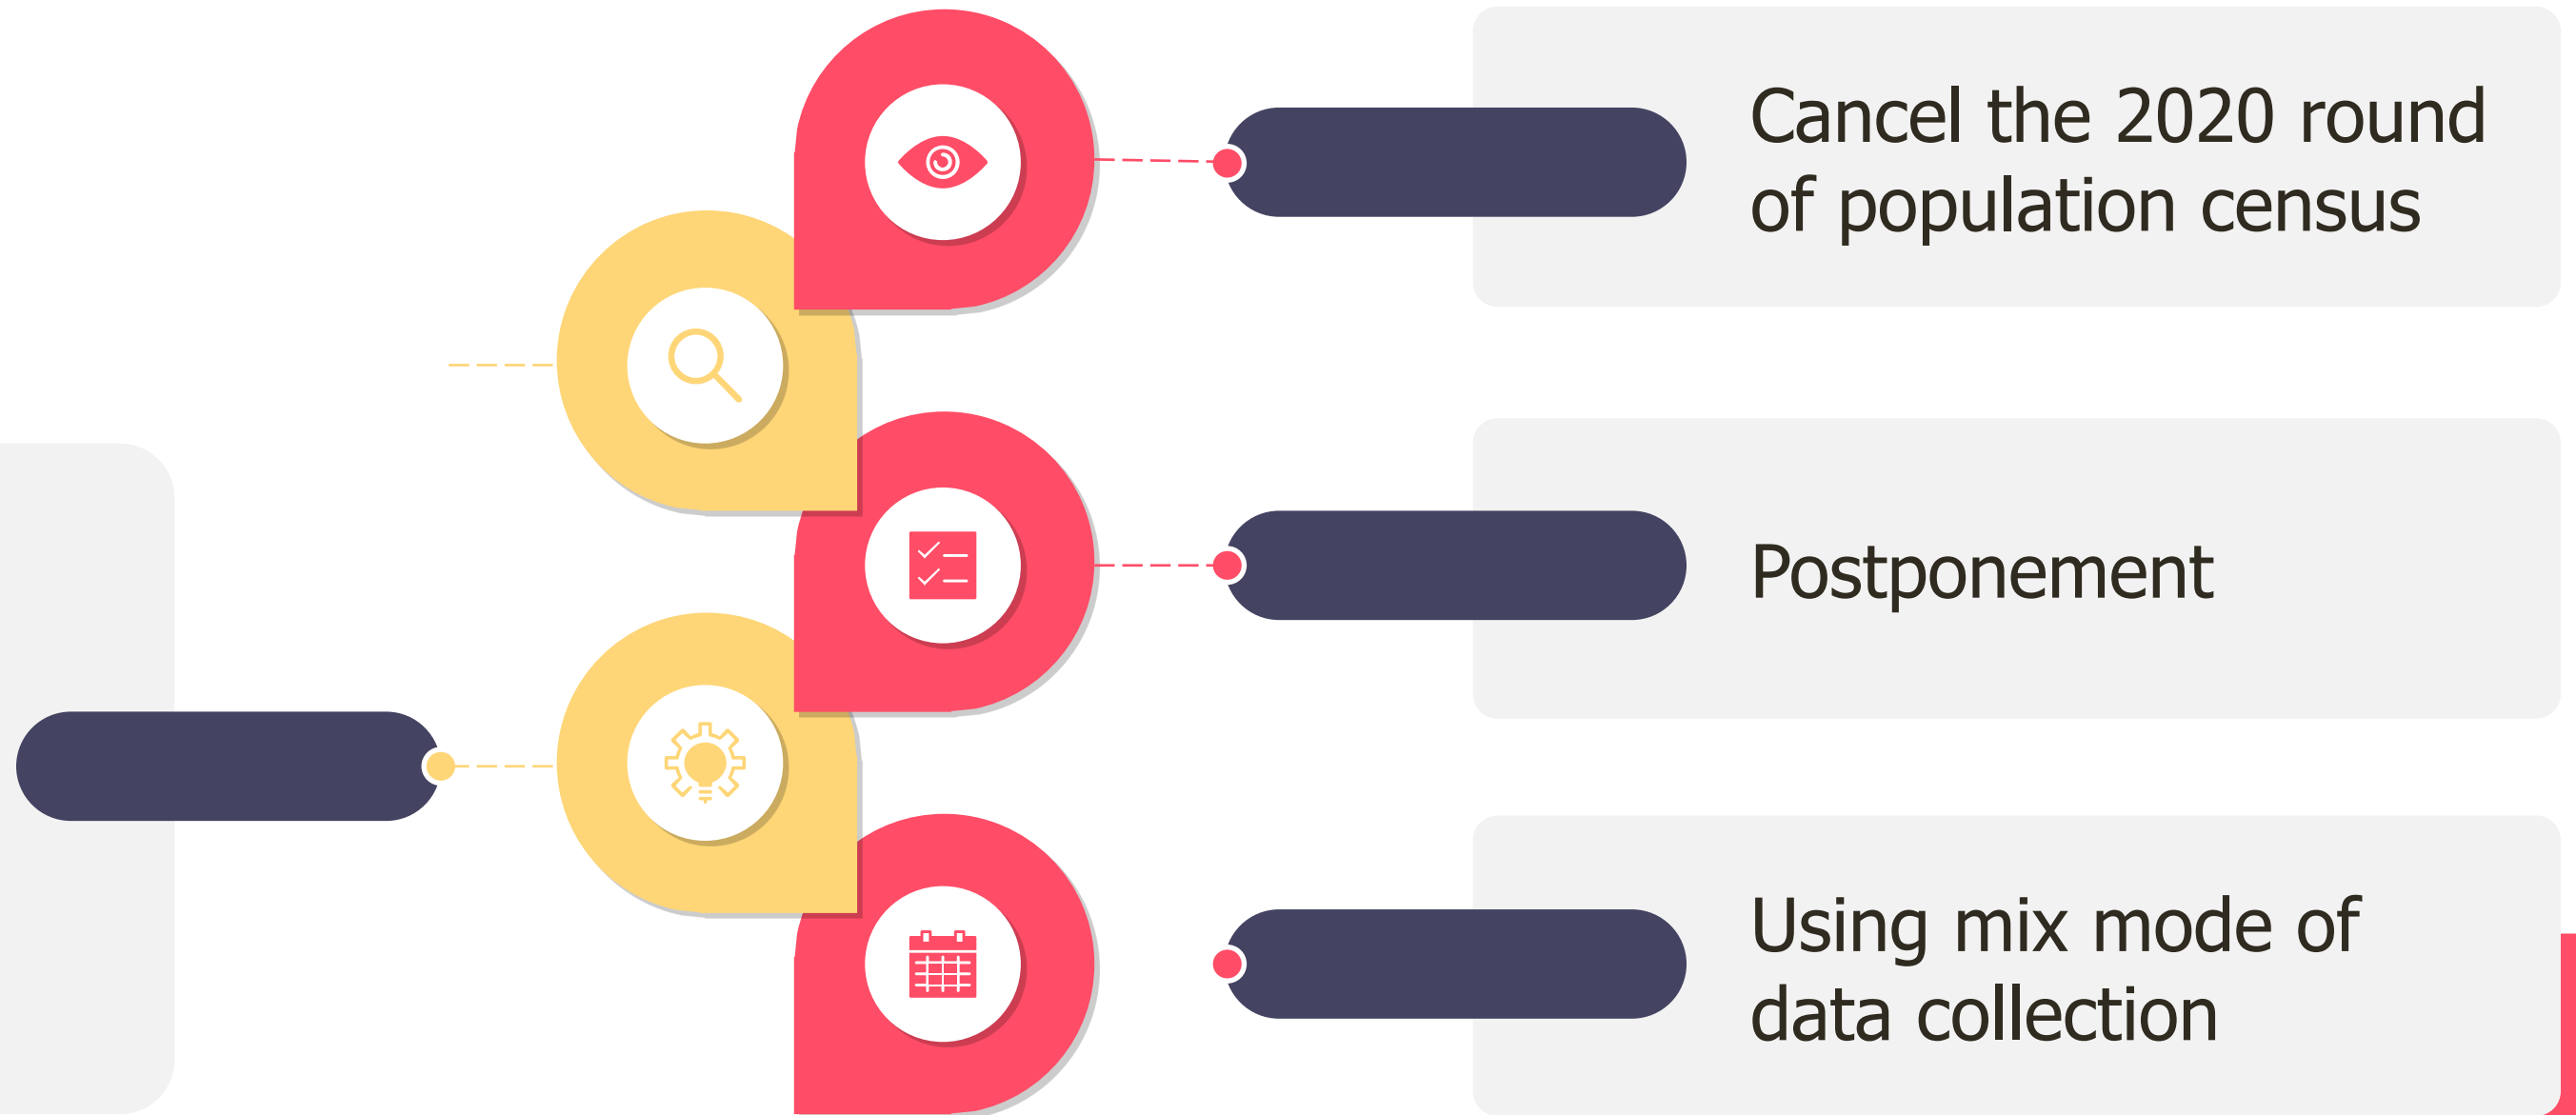 Cancel the 2020 round
of population census
Postponement
Using mix mode of
data collection